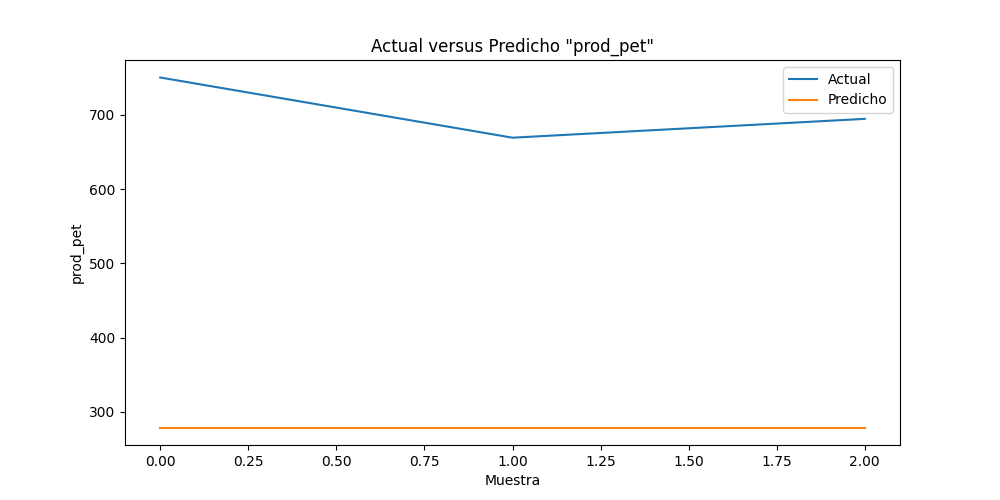 Actual versus Predicho "prod_pet"
Actual
Predicho
prod_pet
700
600
500
400
300
0.00 0.25 0.50 0.75 1.00 1.25 1.50 1.75 2.00
Muestra